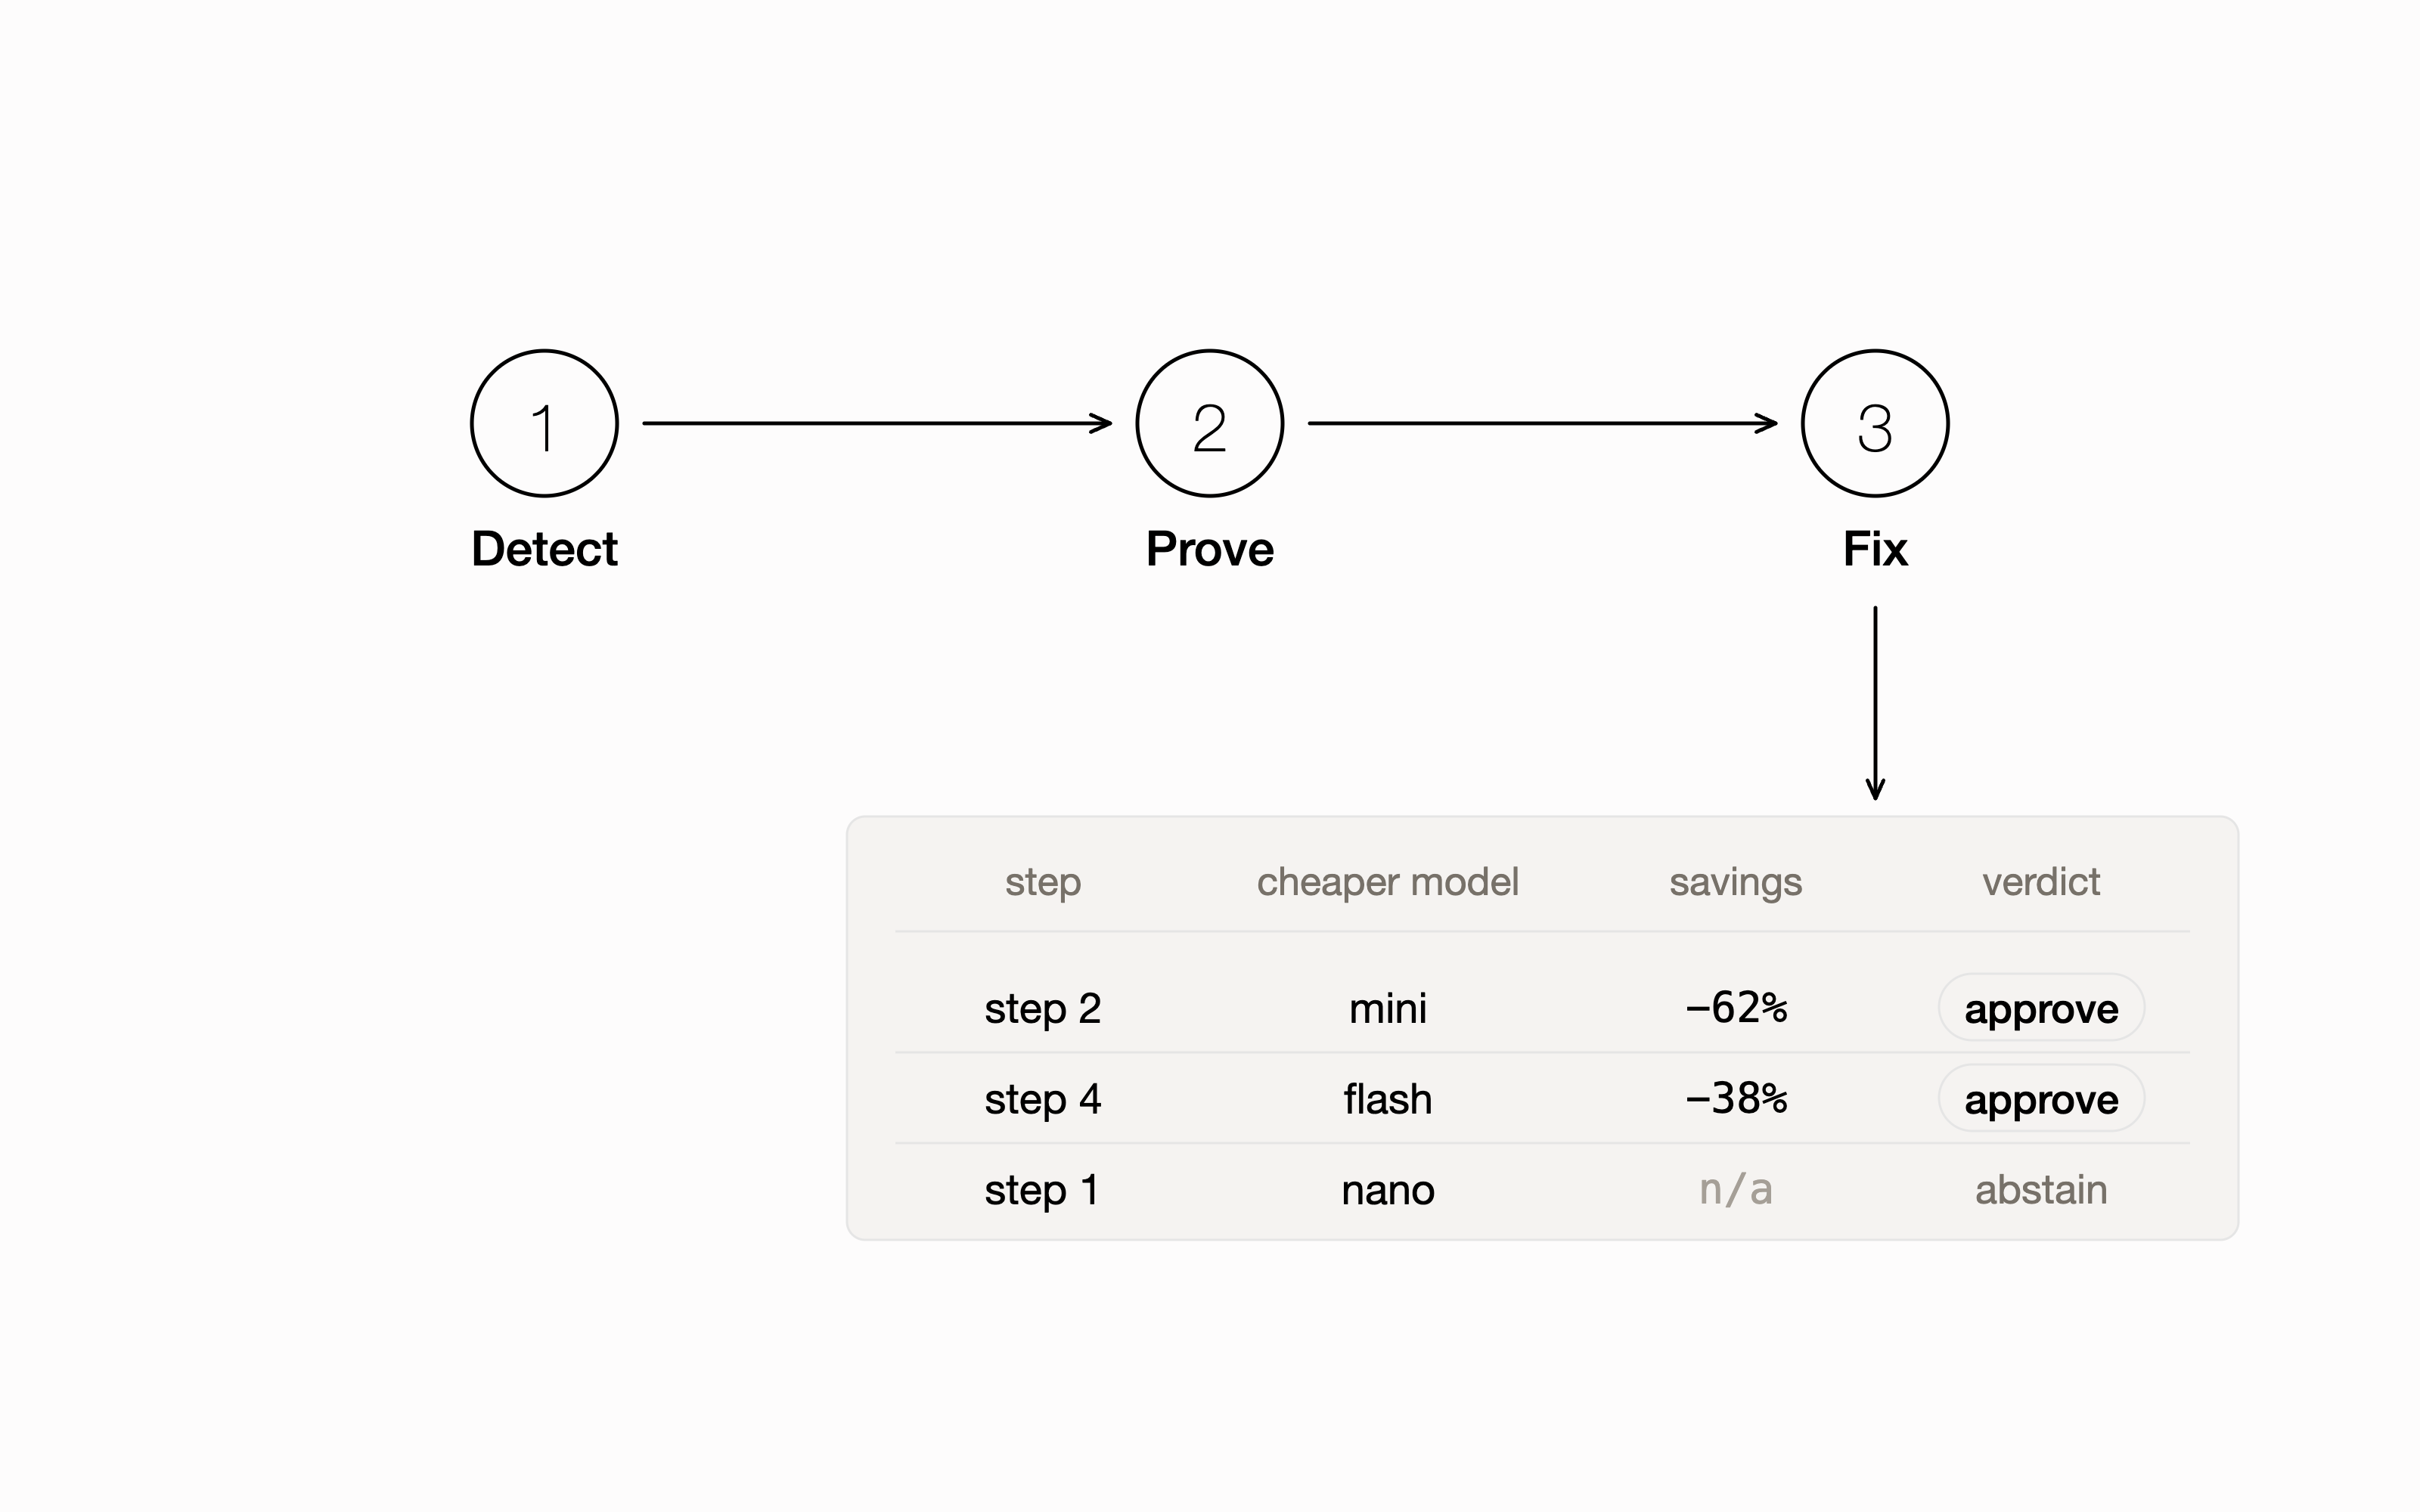 1 2 3
Detect Prove Fix
step cheaper model savings verdict
step 2 mini −62% approve
step 4 flash −38% approve
step 1 nano n/a abstain